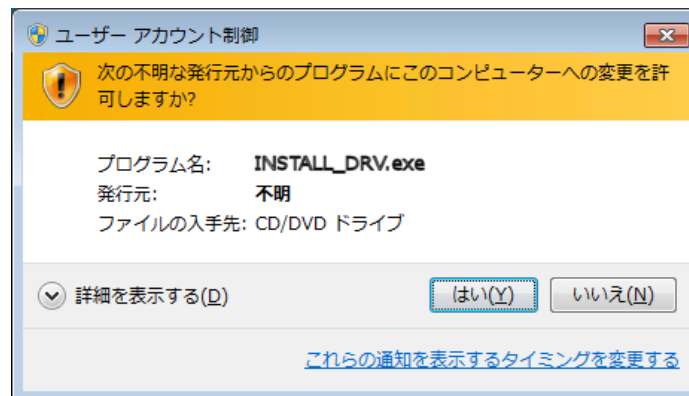 ユーザー アカウント制御
次の不明な発行元からのプログラムにこのコンピューターへの変更を許
可しますか?
プログラム名: INSTALL_DRV.exe
発行元: 不明
ファイルの入手先: CD/DVD ドライブ
詳細を表示する(D)
はい(Y)
いいえ(N)
これらの通知を表示するタイミングを変更する